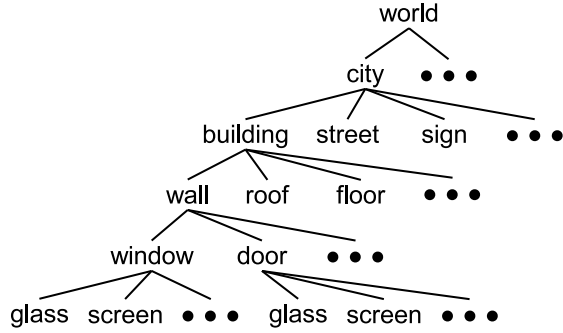 world
city • • •
building street sign • • •
wall roof floor • • •
window door • • •
glass screen • • • glass screen • • •